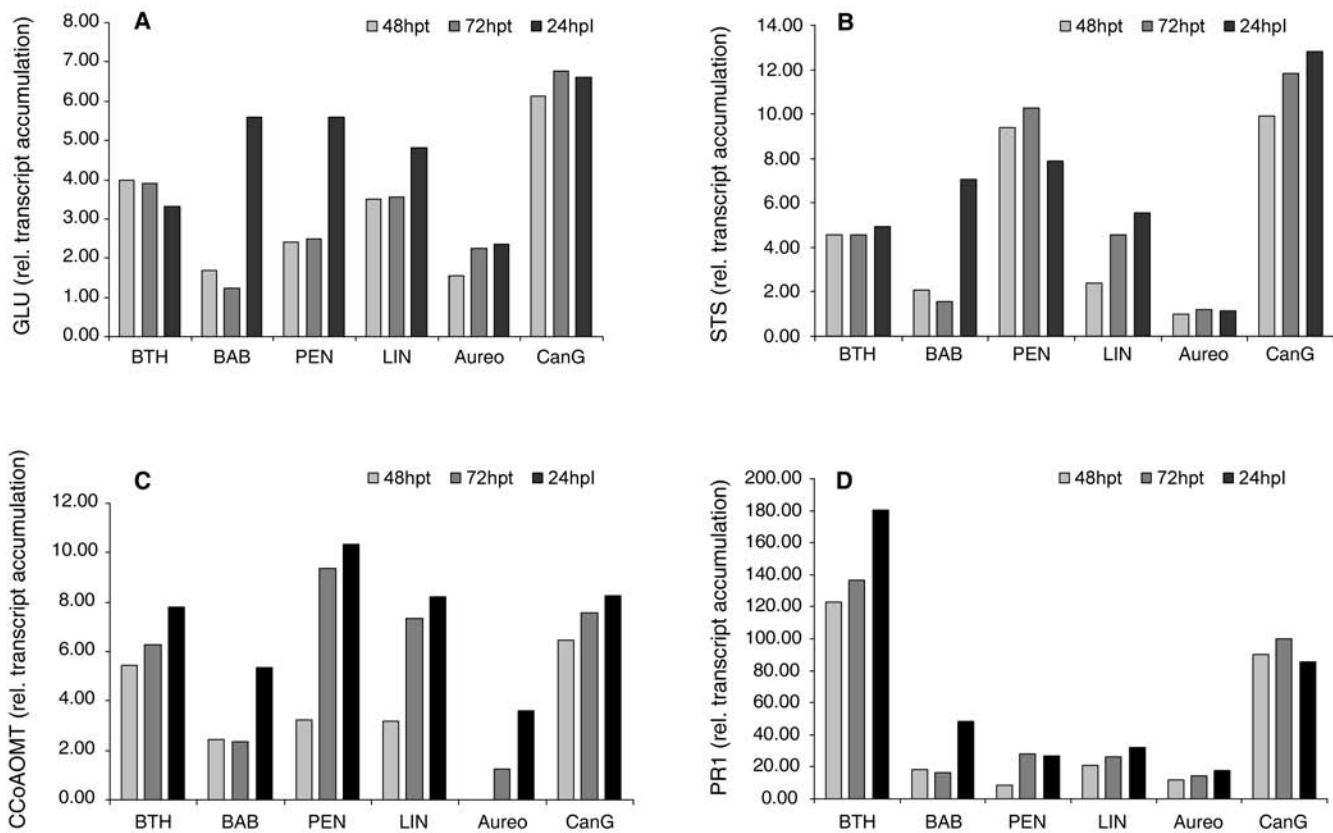 A
48hpt 72hpt 24hpl
GLU (rel. transcript accumulation)
8.00
7.00
6.00
5.00
4.00
3.00
2.00
1.00
0.00
BTH BAB PEN LIN Aureo CanG
B
48hpt 72hpt 24hpl
STS (rel. transcript accumulation)
14.00
12.00
10.00
8.00
6.00
4.00
2.00
0.00
BTH BAB PEN LIN Aureo CanG
C
48hpt 72hpt 24hpl
CCoAOMT (rel. transcript accumulation)
12.00
10.00
8.00
6.00
4.00
2.00
0.00
BTH BAB PEN LIN Aureo CanG
D
48hpt 72hpt 24hpl
PR1 (rel. transcript accumulation)
200.00
180.00
160.00
140.00
120.00
100.00
80.00
60.00
40.00
20.00
0.00
BTH BAB PEN LIN Aureo CanG